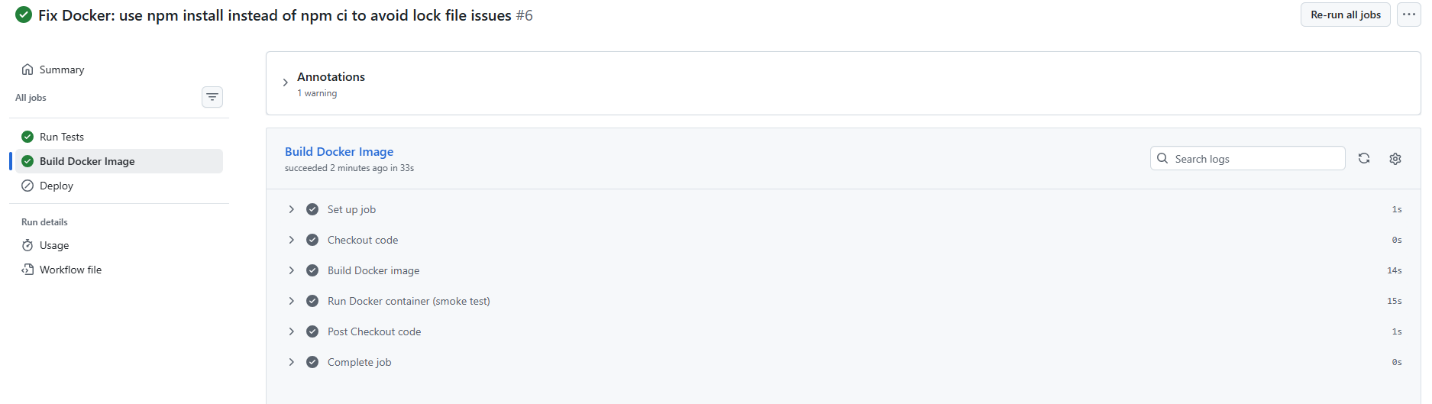 Fix Docker: use npm install instead of npm ci to avoid lock file issues #6
Re-run all jobs
Summary
All jobs
Run Tests
Build Docker Image
Deploy
Run details
Usage
Workflow file
Annotations
1 warning
Build Docker Image
succeeded 2 minutes ago in 33s
Search logs
Set up job 1s
Checkout code 0s
Build Docker image 14s
Run Docker container (smoke test) 15s
Post Checkout code 1s
Complete job 0s